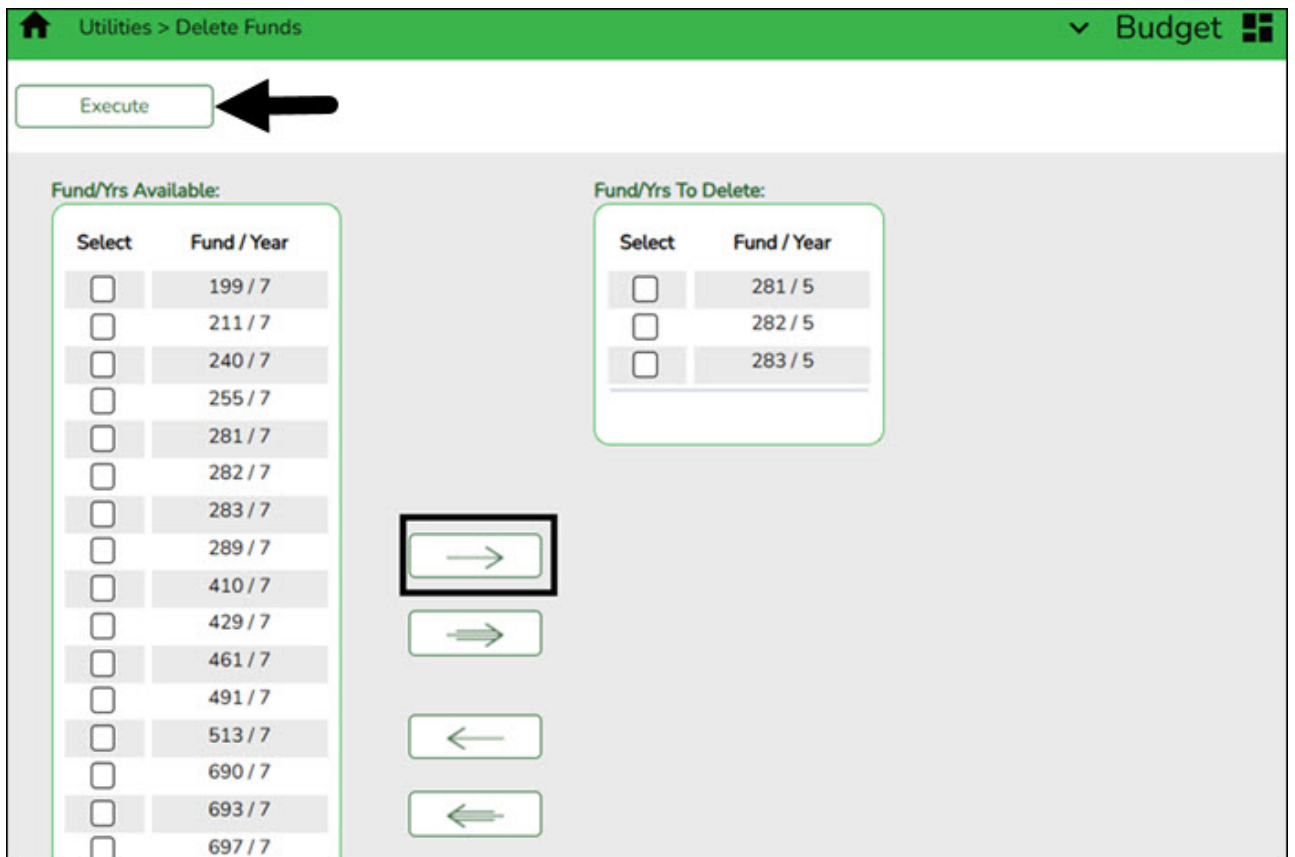 Utilities > Delete Funds
Budget
Execute
Fund/Yrs Available:
Select Fund / Year
199 / 7
211 / 7
240 / 7
255 / 7
281 / 7
282 / 7
283 / 7
289 / 7
410 / 7
429 / 7
461 / 7
491 / 7
513 / 7
690 / 7
693 / 7
697 / 7
Fund/Yrs To Delete:
Select Fund / Year
281 / 5
282 / 5
283 / 5